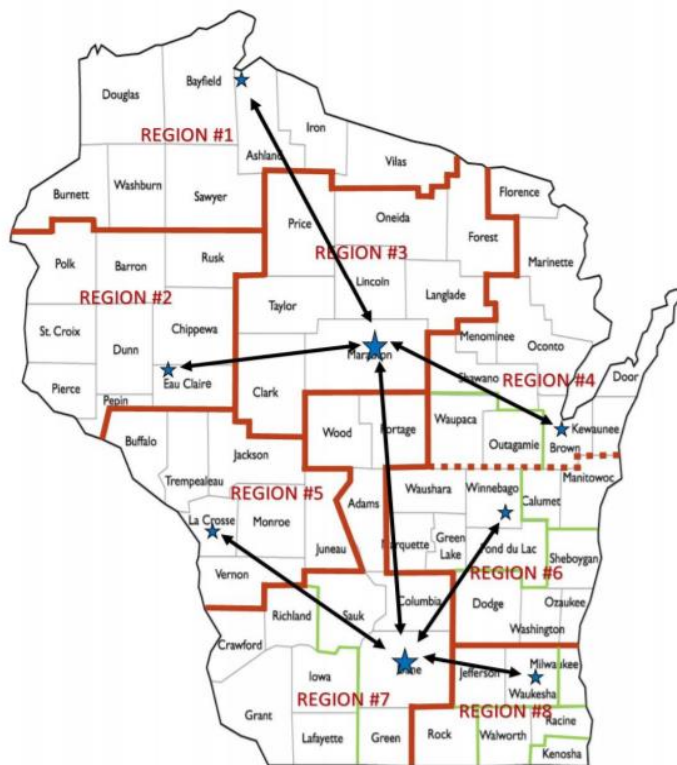 Bayfield
Douglas
REGION #1
Iron
Ashland
Vilas
Washburn
Burnett
Sawyer
Florence
Price
Oneida
Forest
Polk
Barron
Rusk
REGION #3
Marinette
Lincoln
REGION #2
Langlade
Taylor
St. Croix
Chippewa
Menominee
Oconto
Dunn
Marathon
Door
Eau Claire
Shawano
REGION #4
Pierce
Clark
Pepin
Waupaca
Kewaunee
Wood
Portage
Buffalo
Outagamie
Brown
Jackson
Trempealeau
Waushara
Winnebago
Manitowoc
REGION #5
Adams
Calumet
La Crosse
Monroe
Green
Lake
Juneau
Marquette
Fond du Lac
Sheboygan
Vernon
REGION #6
Columbia
Dodge
Ozaukee
Richland
Sauk
Washington
Crawford
Dane
Jefferson
Milwaukee
Iowa
Waukesha
REGION #7
REGION #8
Grant
Racine
Lafayette
Green
Rock
Walworth
Kenosha